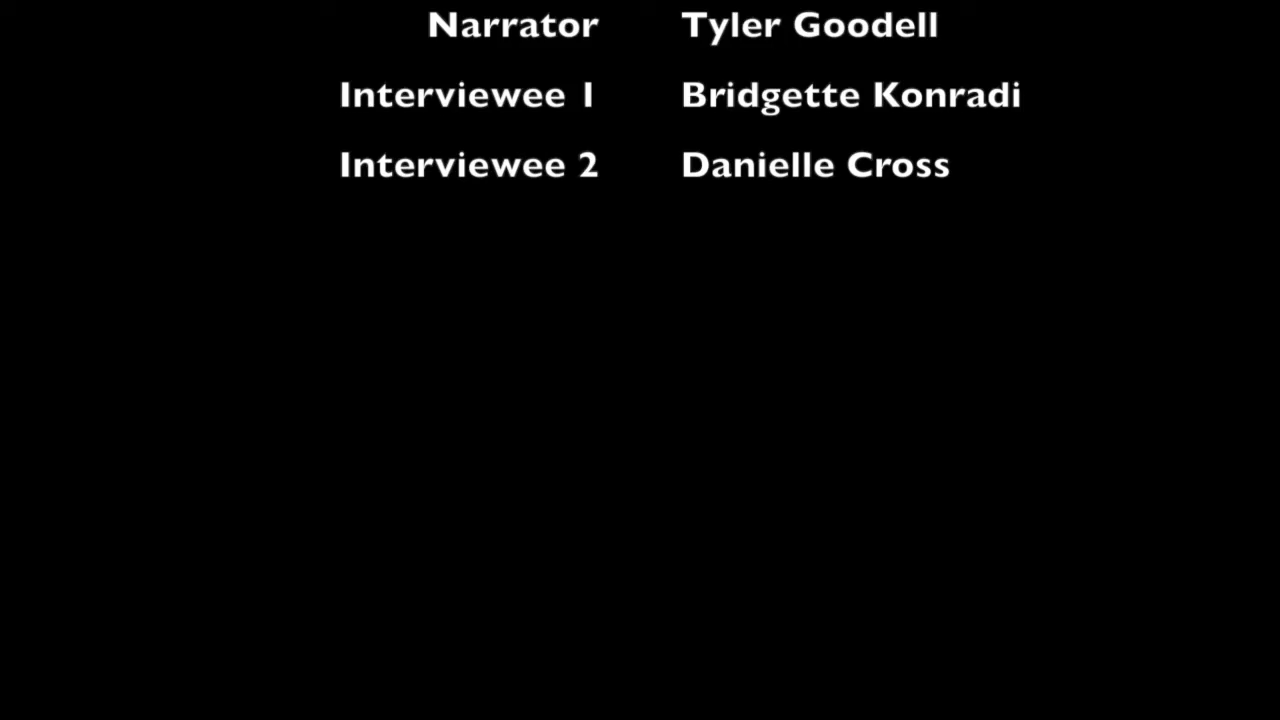 Narrator Tyler Goodell
Interviewee 1 Bridgette Konradi
Interviewee 2 Danielle Cross